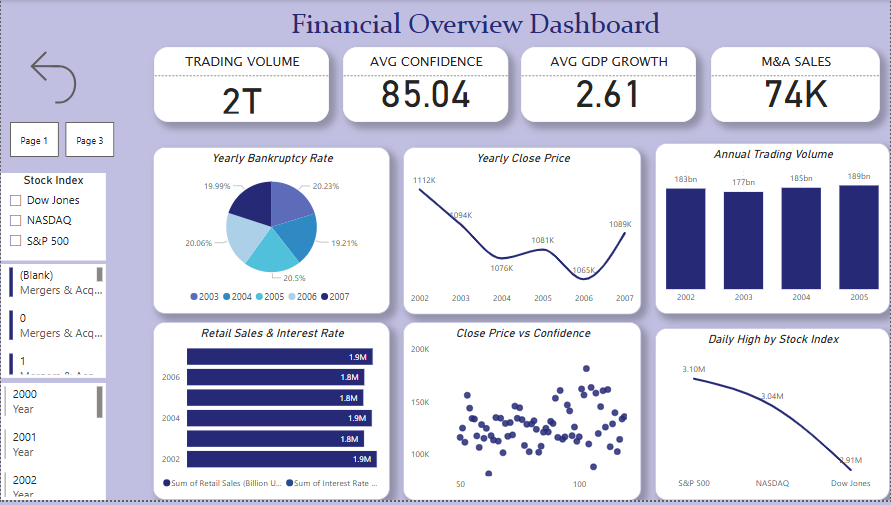 Financial Overview Dashboard
TRADING VOLUME
2T
AVG CONFIDENCE
85.04
AVG GDP GROWTH
2.61
M&A SALES
74K
Page 1
Page 3
Stock Index
Dow Jones
NASDAQ
S&P 500
(Blank)
Mergers & Acq...
0
Mergers & Acq...
1
Mergers & Acq...
2000
Year
2001
Year
2002
Year
Yearly Bankruptcy Rate
19.99%
20.23%
20.06%
19.21%
20.5%
2003 2004 2005 2006 2007
Yearly Close Price
1112K
1094K
1076K
1081K
1065K
1089K
2002 2003 2004 2005 2006 2007
Annual Trading Volume
183bn
177bn
185bn
189bn
2002 2003 2004 2005
Retail Sales & Interest Rate
1.9M
2006
1.8M
1.8M
2004
1.9M
1.8M
2002
1.9M
Sum of Retail Sales (Billion U... Sum of Interest Rate ...
Close Price vs Confidence
200K
150K
100K
50 100
Daily High by Stock Index
3.10M
3.04M
2.91M
S&P 500 NASDAQ Dow Jones